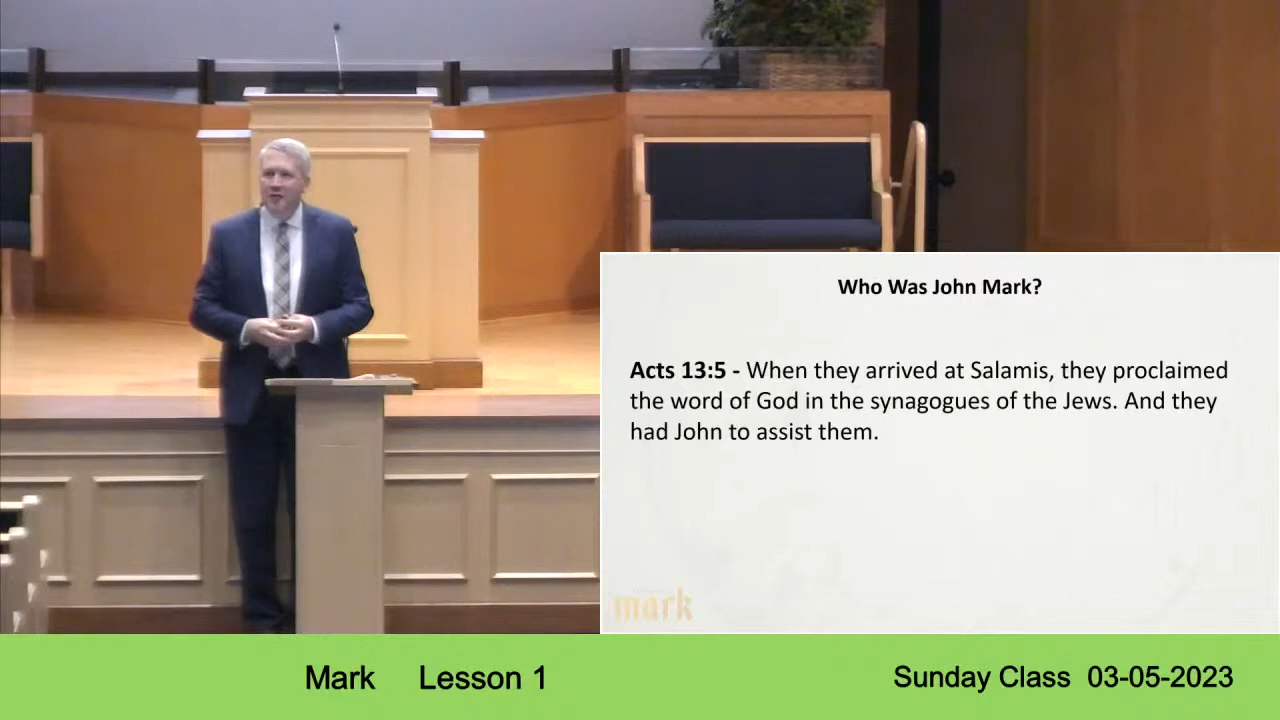 Who Was John Mark?
Acts 13:5 - When they arrived at Salamis, they proclaimed
the word of God in the synagogues of the Jews. And they
had John to assist them.
mark
Mark Lesson 1
Sunday Class 03-05-2023